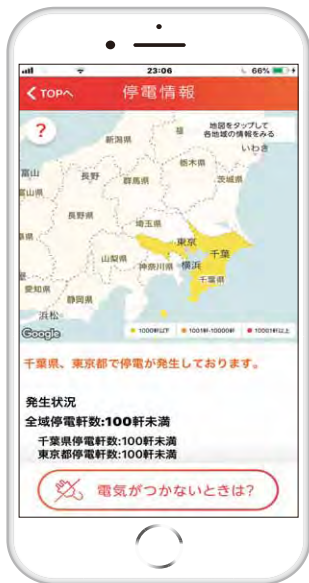 23:06
66%
TOPへ
停電情報
?
地図をタップして
各地域の情報をみる
新潟県
福
いわき
栃木県
富山
長野
群馬県
茨城県
富山県
長野県
埼玉県
東京
千葉
山梨県
神奈川県
横浜
千葉県
愛知県
静岡県
浜松
Google
1000軒以下
1001軒-10000軒
10001軒以上
千葉県、東京都で停電が発生しております。
発生状況
全域停電軒数:100軒未満
千葉県停電軒数:100軒未満
東京都停電軒数:100軒未満
電気がつかないときは?